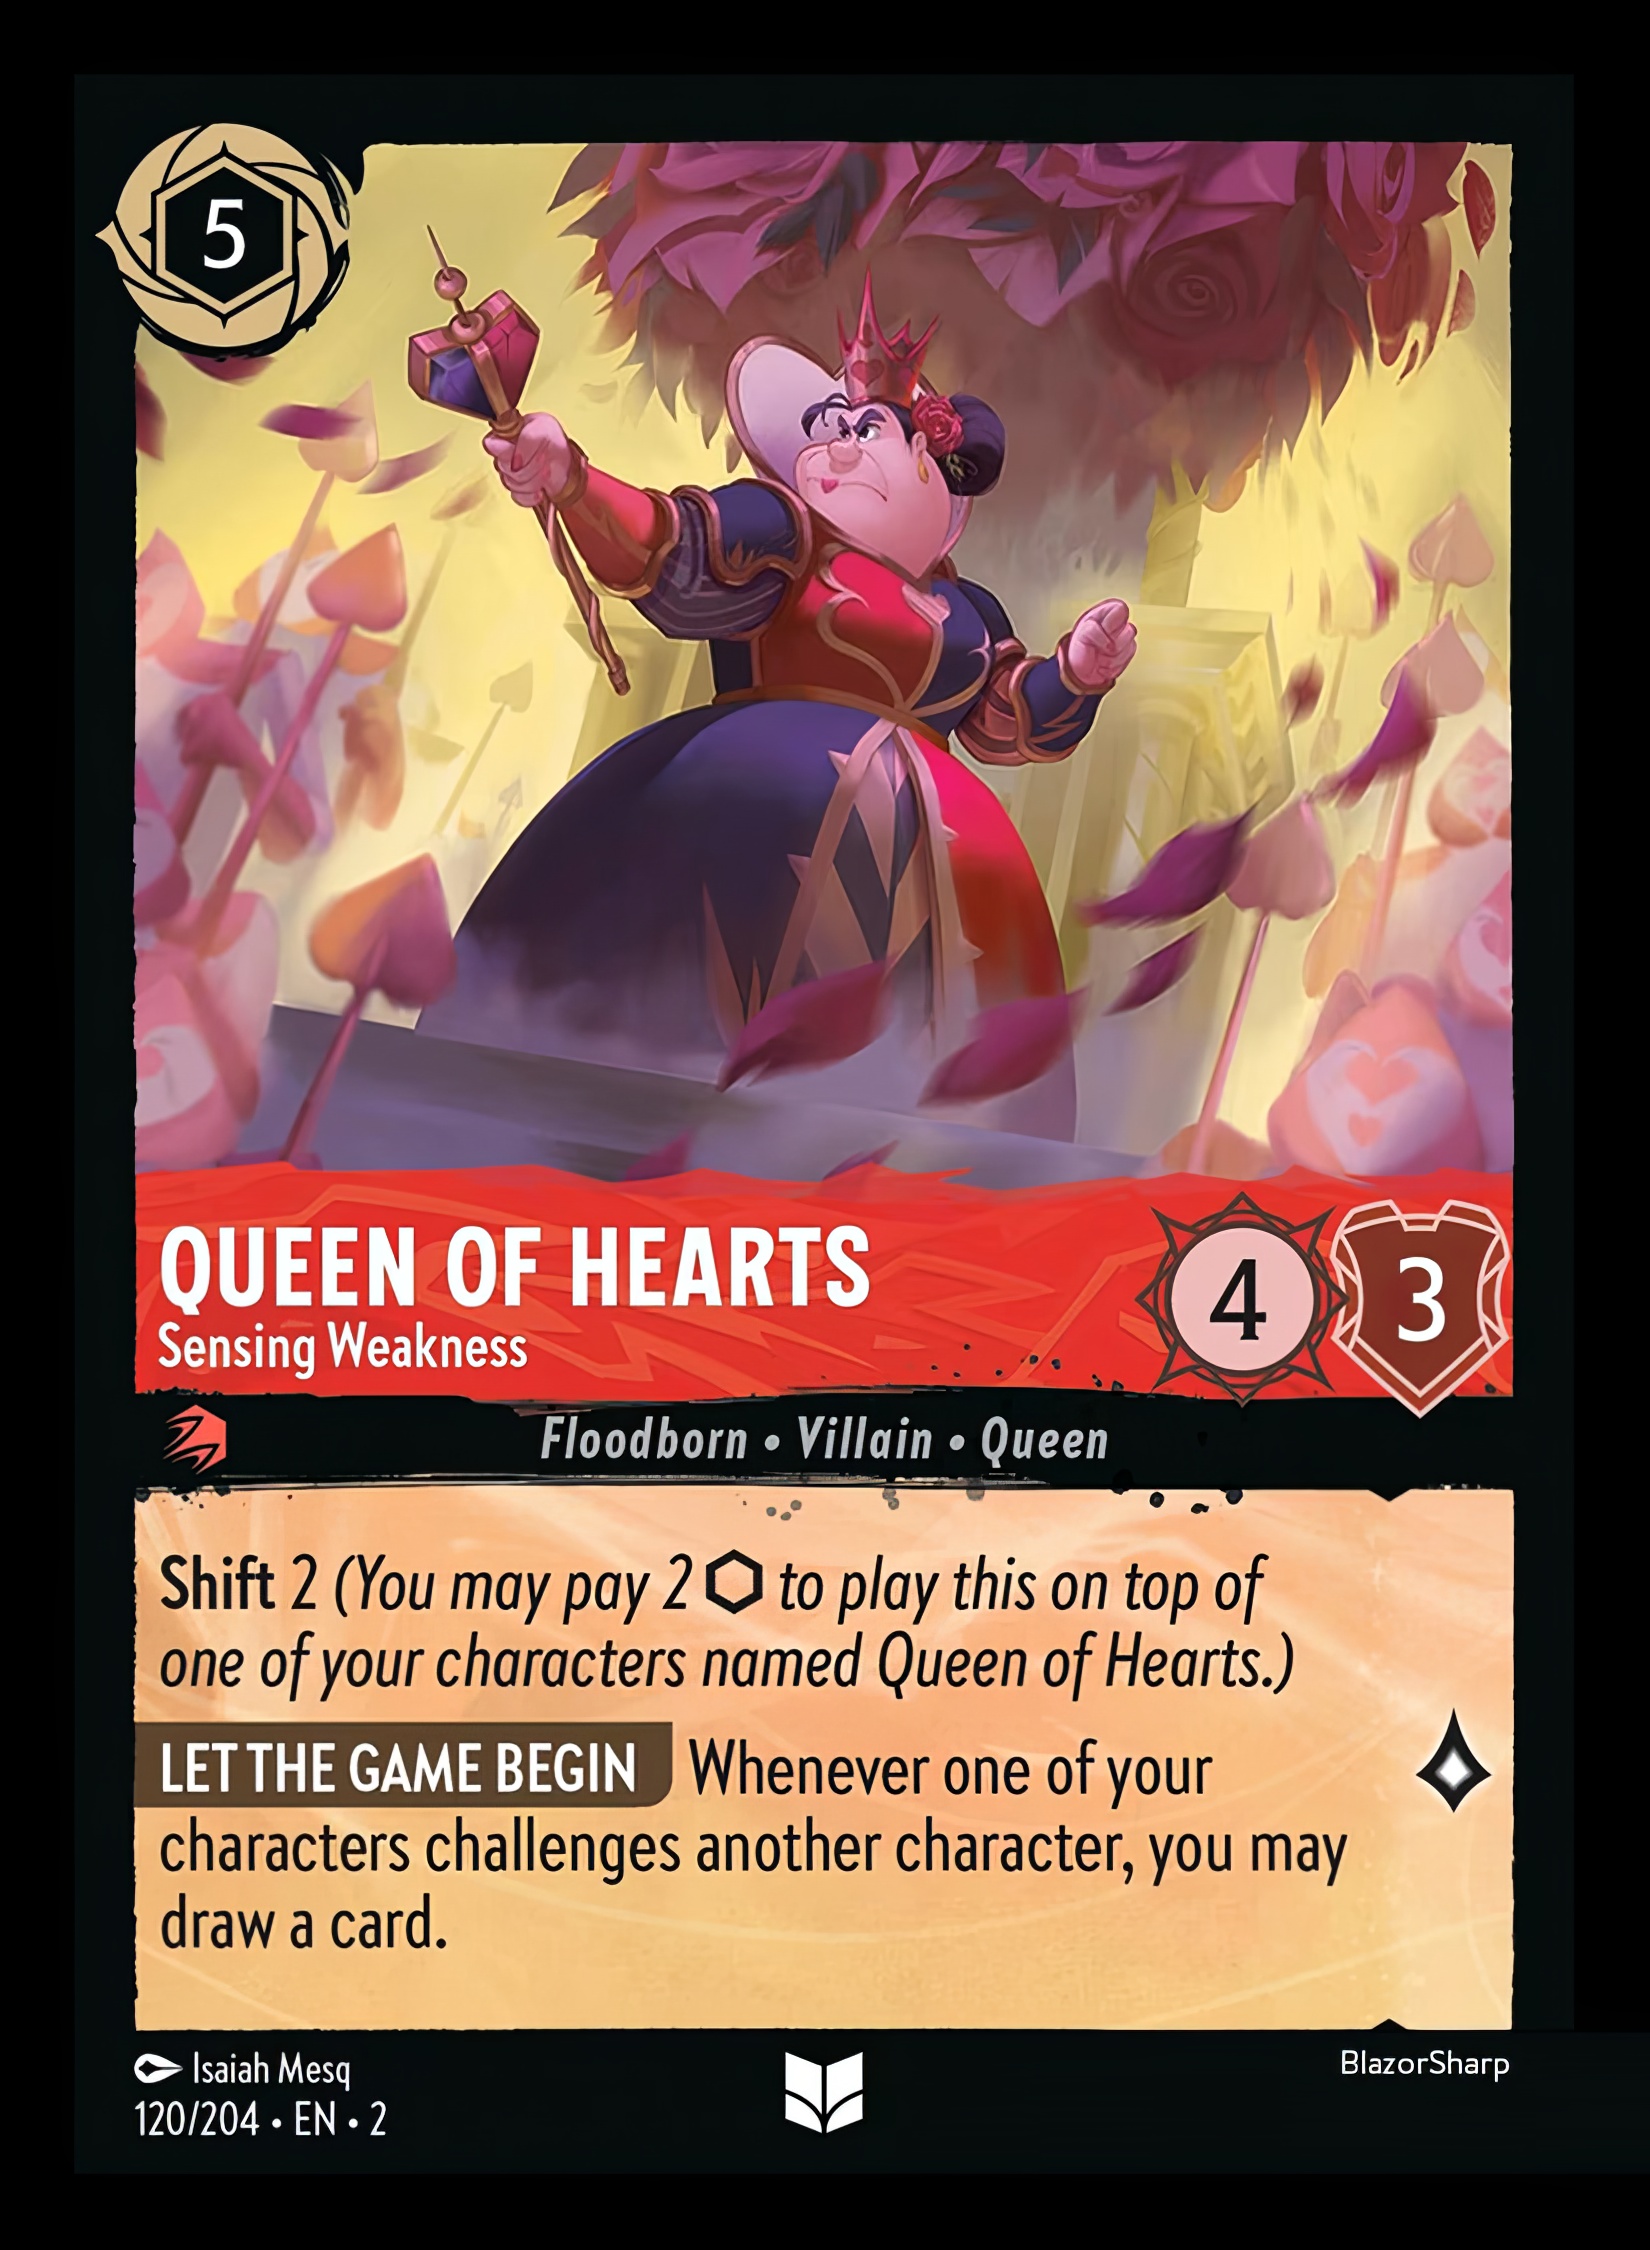 5
QUEEN OF HEARTS
Sensing Weakness
4
3
Floodborn • Villain • Queen
Shift 2 (You may pay 2 ⬡ to play this on top of
one of your characters named Queen of Hearts.)
LET THE GAME BEGIN Whenever one of your
characters challenges another character, you may
draw a card.
Isaiah Mesq
120/204 • EN • 2
BlazorSharp